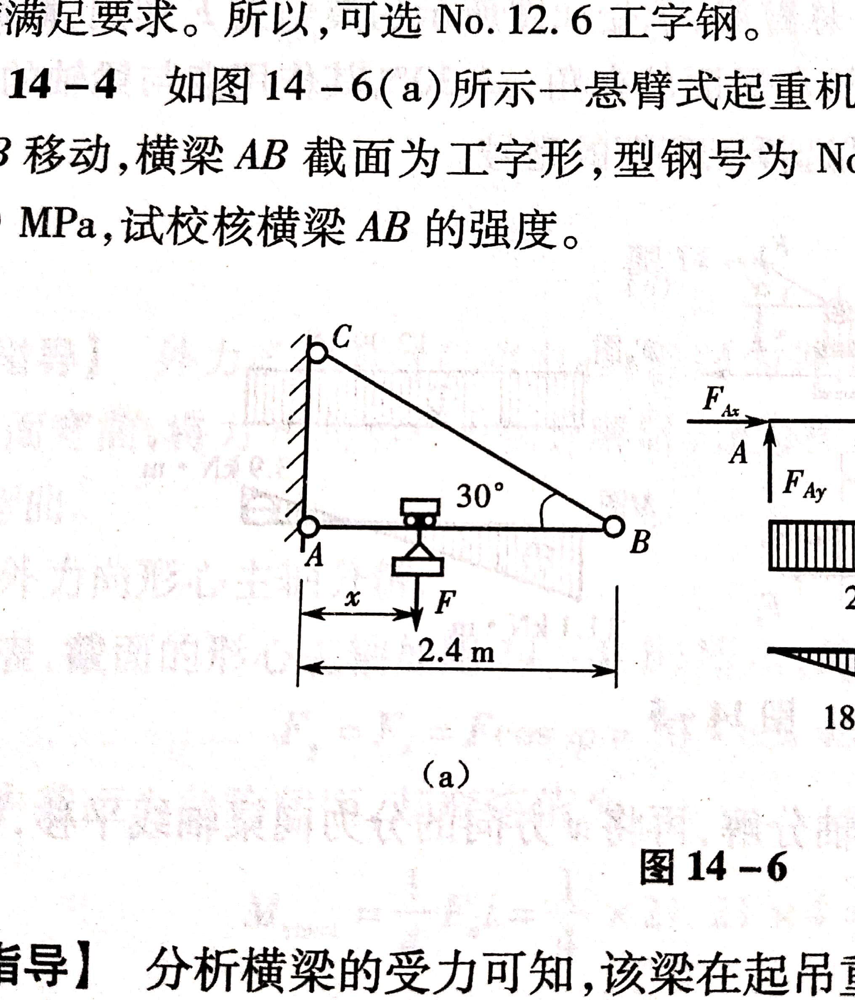 满足要求。所以,可选 No. 12. 6 工字钢。
14-4 如图 14-6(a)所示一悬臂式起重机
B 移动,横梁 AB 截面为工字形,型钢号为 No
MPa,试校核横梁 AB 的强度。
C
F_Ax
A
F_Ay
30°
A
B
x
F
2
2.4 m
18
(a)
图 14-6
指导】 分析横梁的受力可知,该梁在起吊重